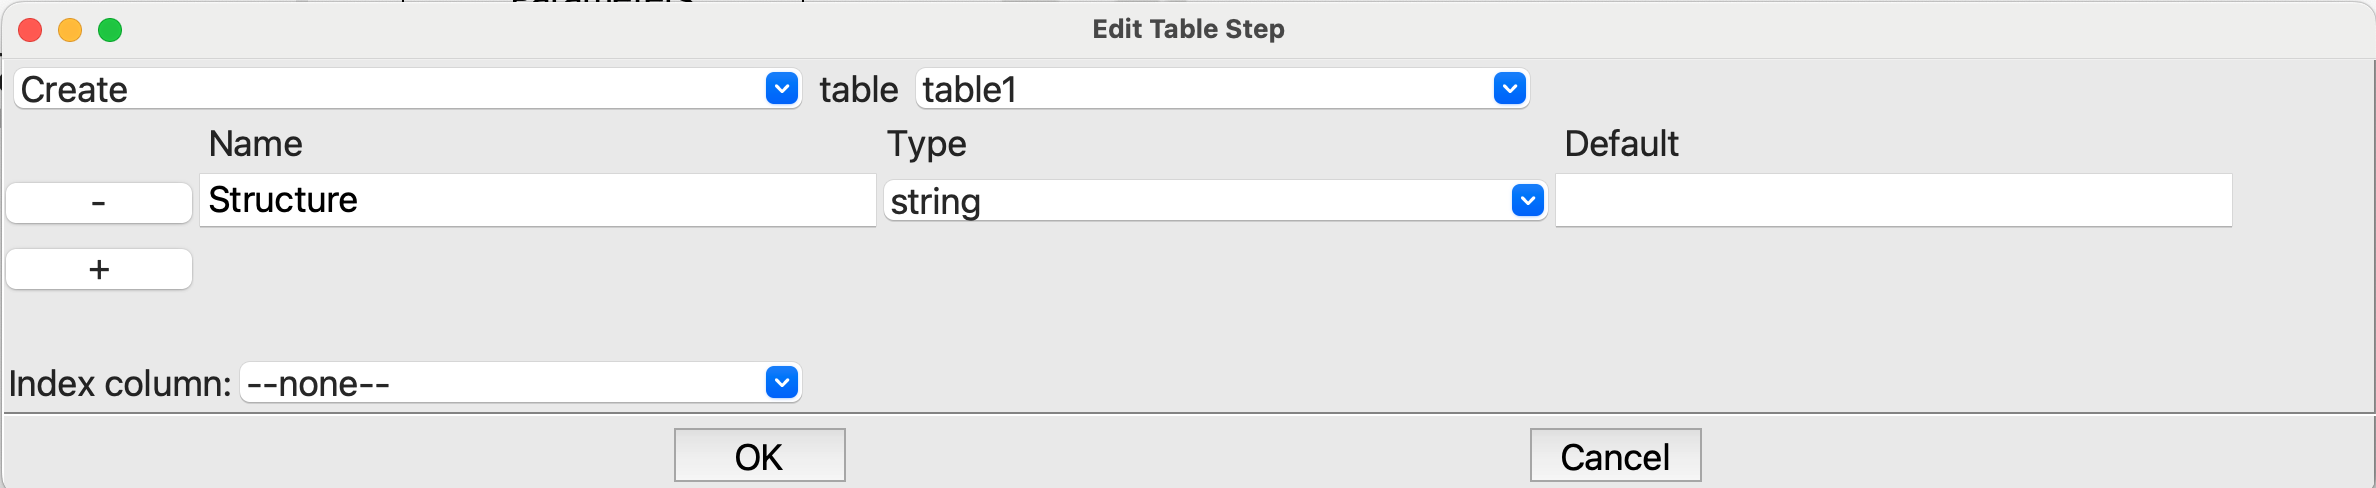 Edit Table Step
Create table table1
Name Type Default
- Structure string
+
Index column: --none--
OK Cancel